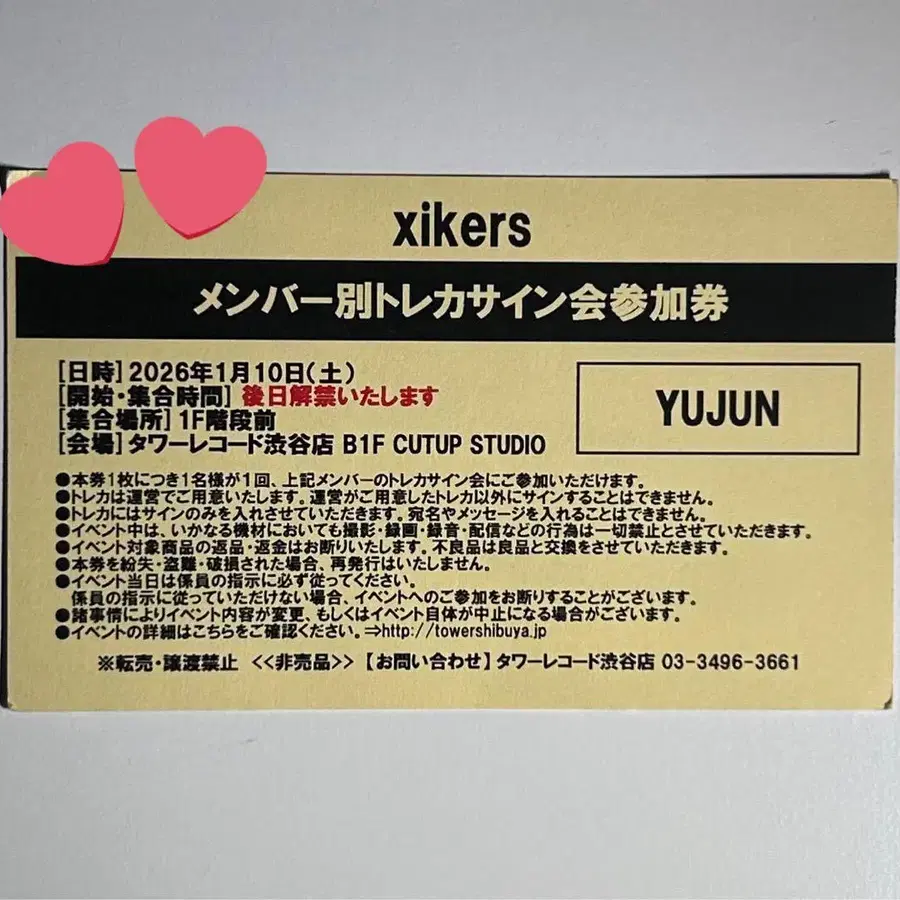 xikers
メンバー別トレカサイン会参加券
[日時] 2026年1月10日(土)
[開始・集合時間] 後日解禁いたします
[集合場所] 1F階段前
[会場] タワーレコード渋谷店 B1F CUTUP STUDIO
YUJUN
●本券1枚につき1名様が1回、上記メンバーのトレカサイン会にご参加いただけます。
●トレカは運営でご用意いたします。運営がご用意したトレカ以外にサインすることはできません。
●トレカにはサインのみを入れさせていただきます。宛名やメッセージを入れることはできません。
●イベント中は、いかなる機材においても撮影・録画・録音・配信などの行為は一切禁止とさせていただきます。
●イベント対象商品の返品・返金はお断りいたします。不良品は良品と交換をさせていただきます。
●本券を紛失・盗難・破損された場合、再発行はいたしません。
●イベント当日は係員の指示に必ず従ってください。
係員の指示に従っていただけない場合、イベントへのご参加をお断りすることがございます。
●諸事情によりイベント内容が変更、もしくはイベント自体が中止になる場合がございます。
●イベントの詳細はこちらをご確認ください。⇒http://towershibuya.jp
※転売・譲渡禁止 <<非売品>> 【お問い合わせ】タワーレコード渋谷店 03-3496-3661